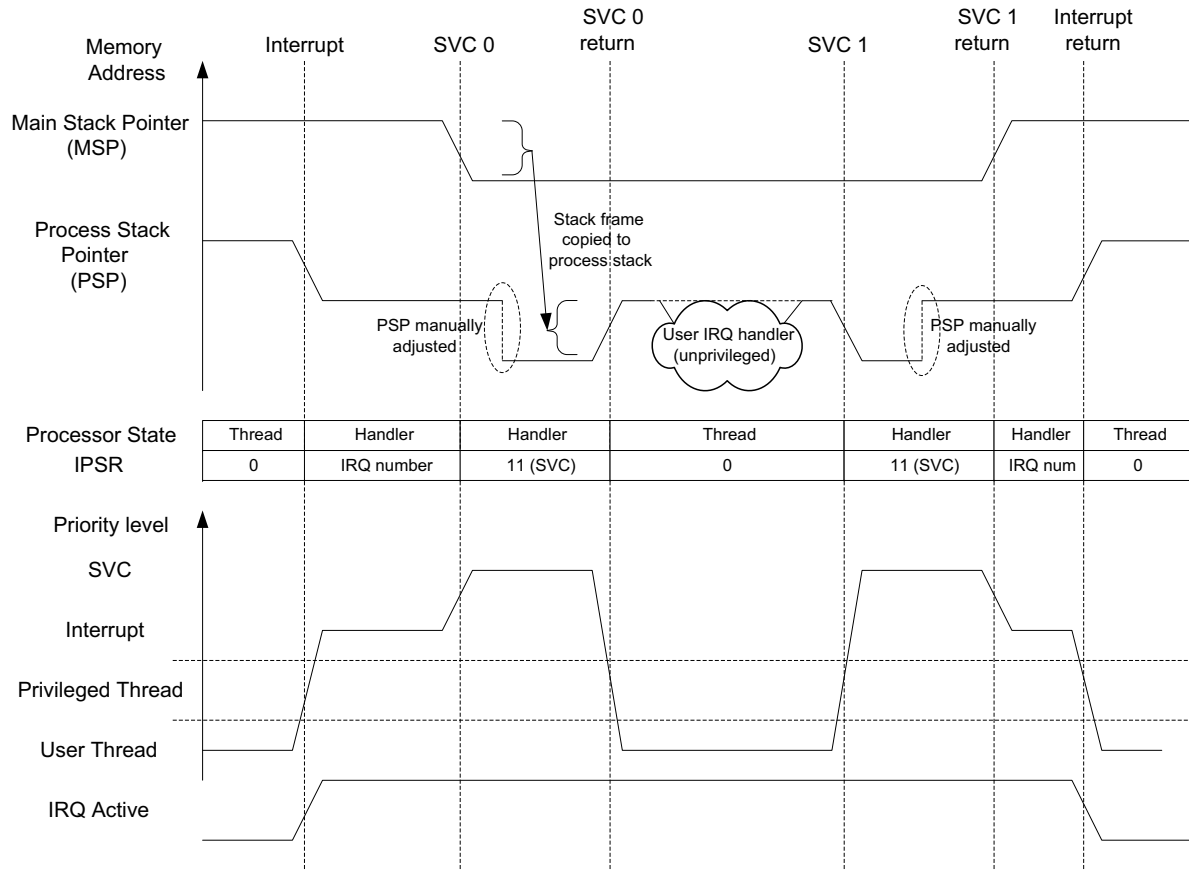 SVC 0
return
SVC 1
return
Interrupt
return
Memory
Address
Interrupt
SVC 0
SVC 1
Main Stack Pointer
(MSP)
Process Stack
Pointer
(PSP)
Stack frame
copied to
process stack
PSP manually
adjusted
User IRQ handler
(unprivileged)
PSP manually
adjusted
Processor State
Thread
Handler
Handler
Thread
Handler
Handler
Thread
IPSR
0
IRQ number
11 (SVC)
0
11 (SVC)
IRQ num
0
Priority level
SVC
Interrupt
Privileged Thread
User Thread
IRQ Active